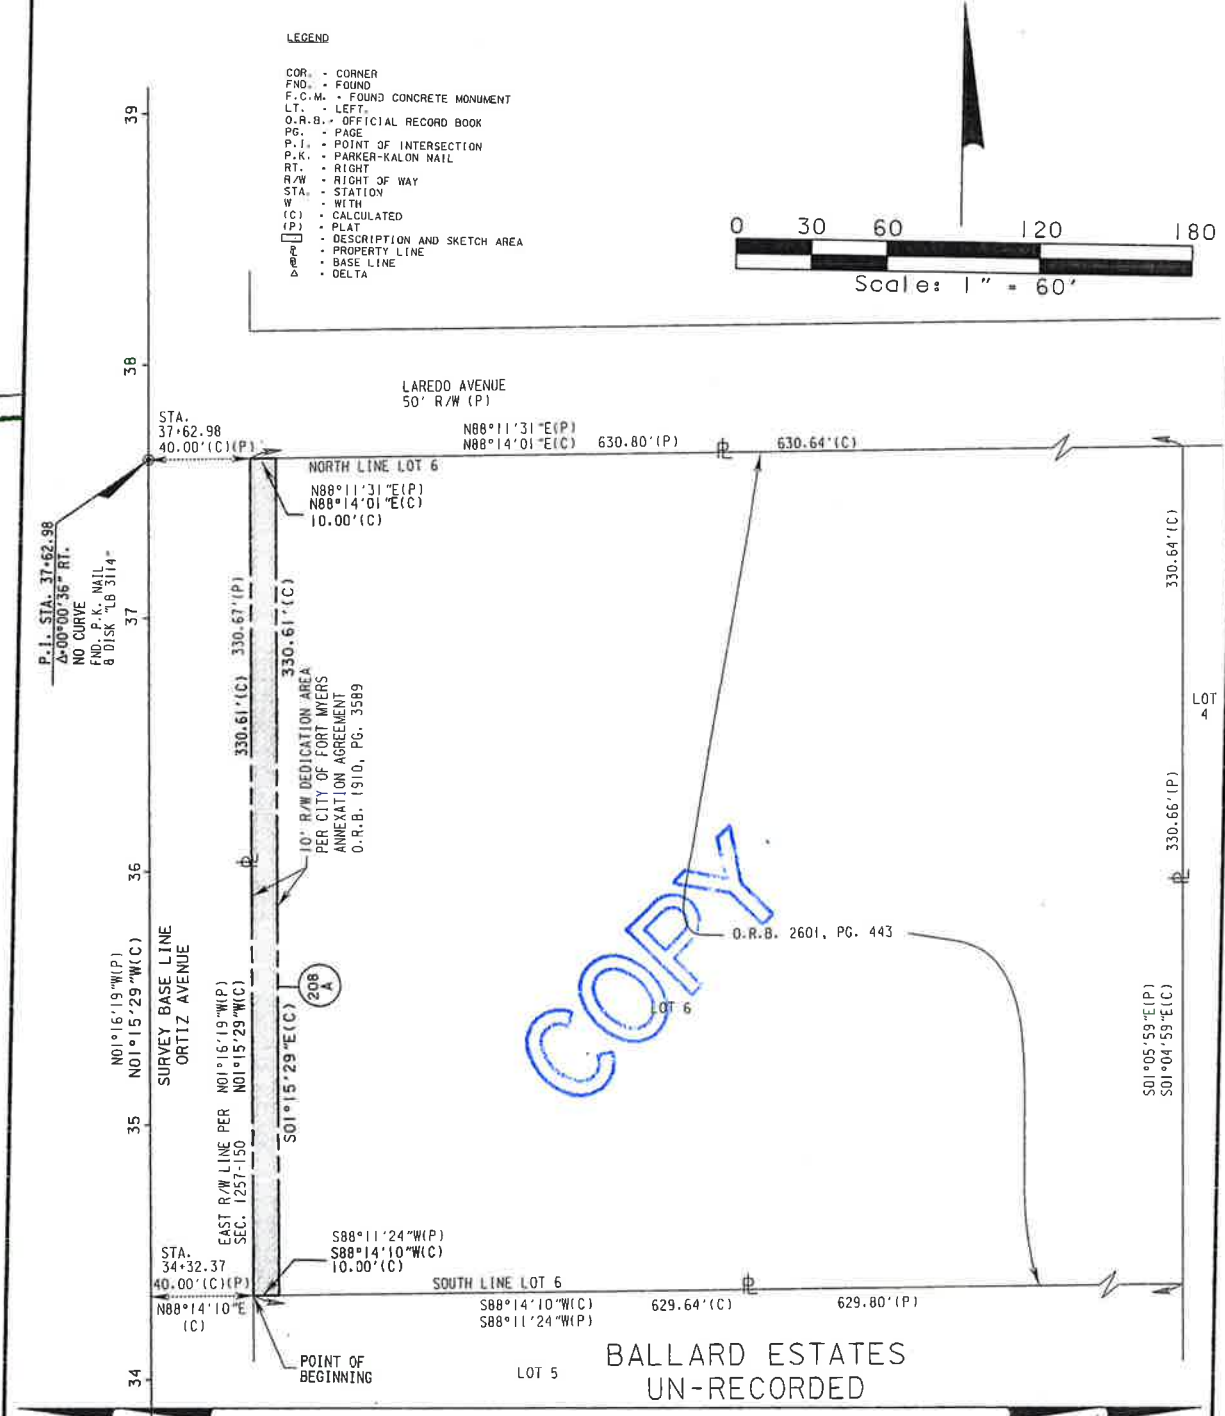 LEGEND
COR. - CORNER
FND. - FOUND
F.C.M. - FOUND CONCRETE MONUMENT
LT. - LEFT.
O.R.B. - OFFICIAL RECORD BOOK
PG. - PAGE
P.I. - POINT OF INTERSECTION
P.K. - PARKER-KALON NAIL
RT. - RIGHT
R/W - RIGHT OF WAY
STA. - STATION
W - WITH
(C) - CALCULATED
(P) - PLAT
- DESCRIPTION AND SKETCH AREA
℄ - PROPERTY LINE
℄ - BASE LINE
Δ - DELTA
0 30 60 120 180
Scale: 1" = 60'
39
38
37
36
35
34
LAREDO AVENUE
50' R/W (P)
STA.
37+62.98
40.00'(C)(P)
N88°11'31"E(P)
N88°14'01"E(C) 630.80'(P) 630.64'(C)
NORTH LINE LOT 6
N88°11'31"E(P)
N88°14'01"E(C)
10.00'(C)
P.I. STA. 37+62.98
Δ=00°00'36" RT.
NO CURVE
FND. P.K. NAIL
& DISK "LB 3114"
330.61'(C) 330.67'(P)
330.61'(C)
10' R/W DEDICATION AREA
PER CITY OF FORT MYERS
ANNEXATION AGREEMENT
O.R.B. 1910, PG. 3589
330.64'(C)
330.66'(P)
LOT
4
COPY
O.R.B. 2601, PG. 443
LOT 6
208
A
N01°16'19"W(P)
N01°15'29"W(C)
SURVEY BASE LINE
ORTIZ AVENUE
EAST R/W LINE PER N01°16'19"W(P)
SEC. 1257-150 N01°15'29"W(C)
S01°15'29"E(C)
S01°05'59"E(P)
S01°04'59"E(C)
STA.
34+32.37
40.00'(C)(P)
N88°14'10"E
(C)
S88°11'24"W(P)
S88°14'10"W(C)
10.00'(C)
SOUTH LINE LOT 6
S88°14'10"W(C) 629.64'(C) 629.80'(P)
S88°11'24"W(P)
POINT OF
BEGINNING
LOT 5
BALLARD ESTATES
UN-RECORDED